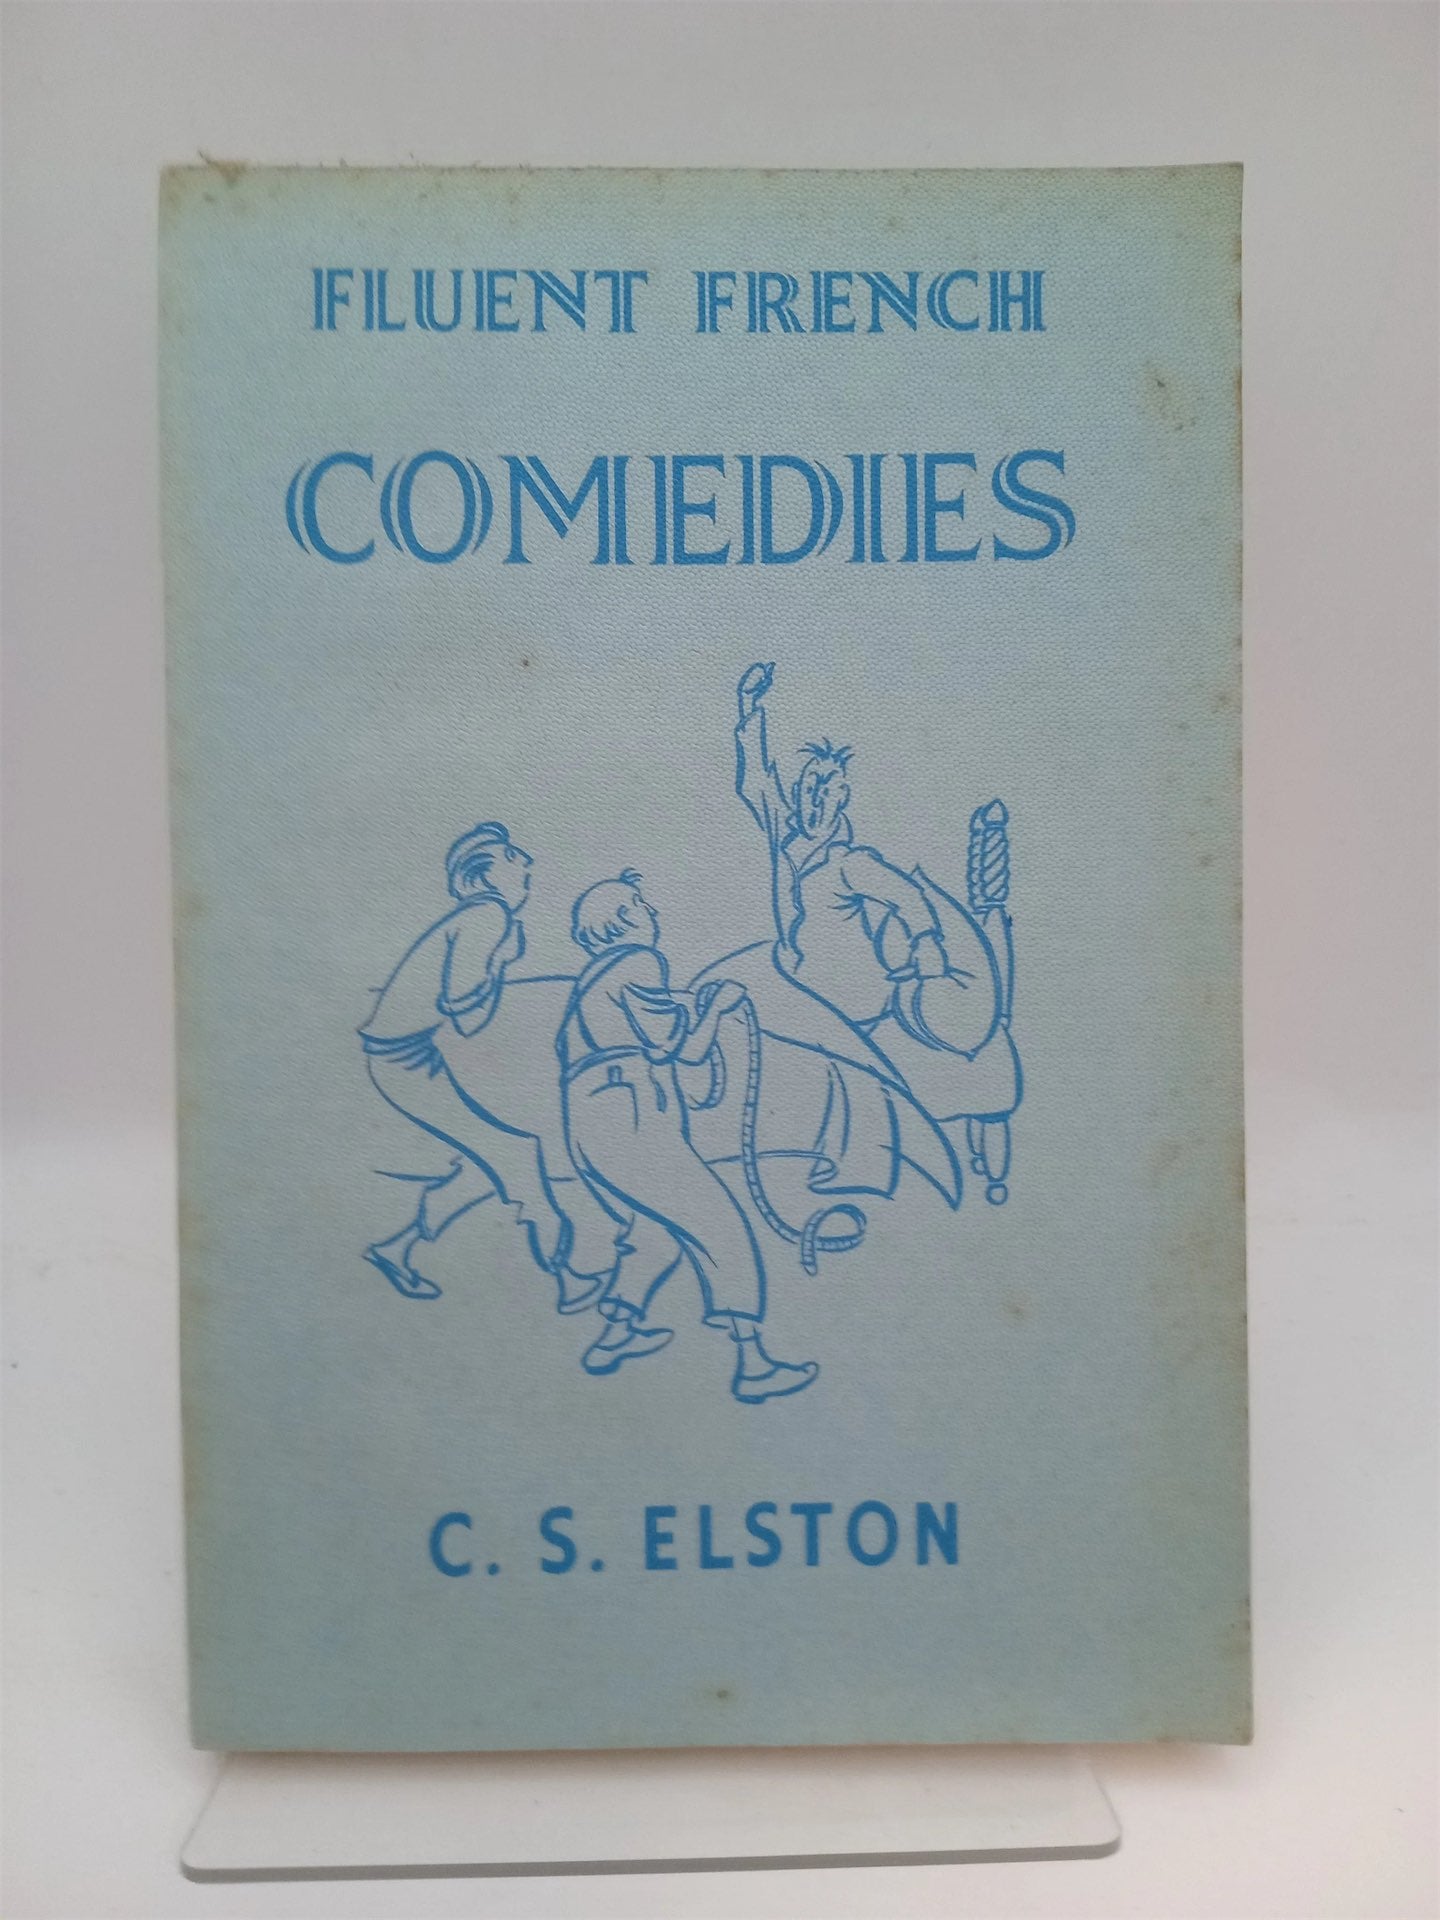 FLUENT FRENCH
COMEDIES
C. S. ELSTON